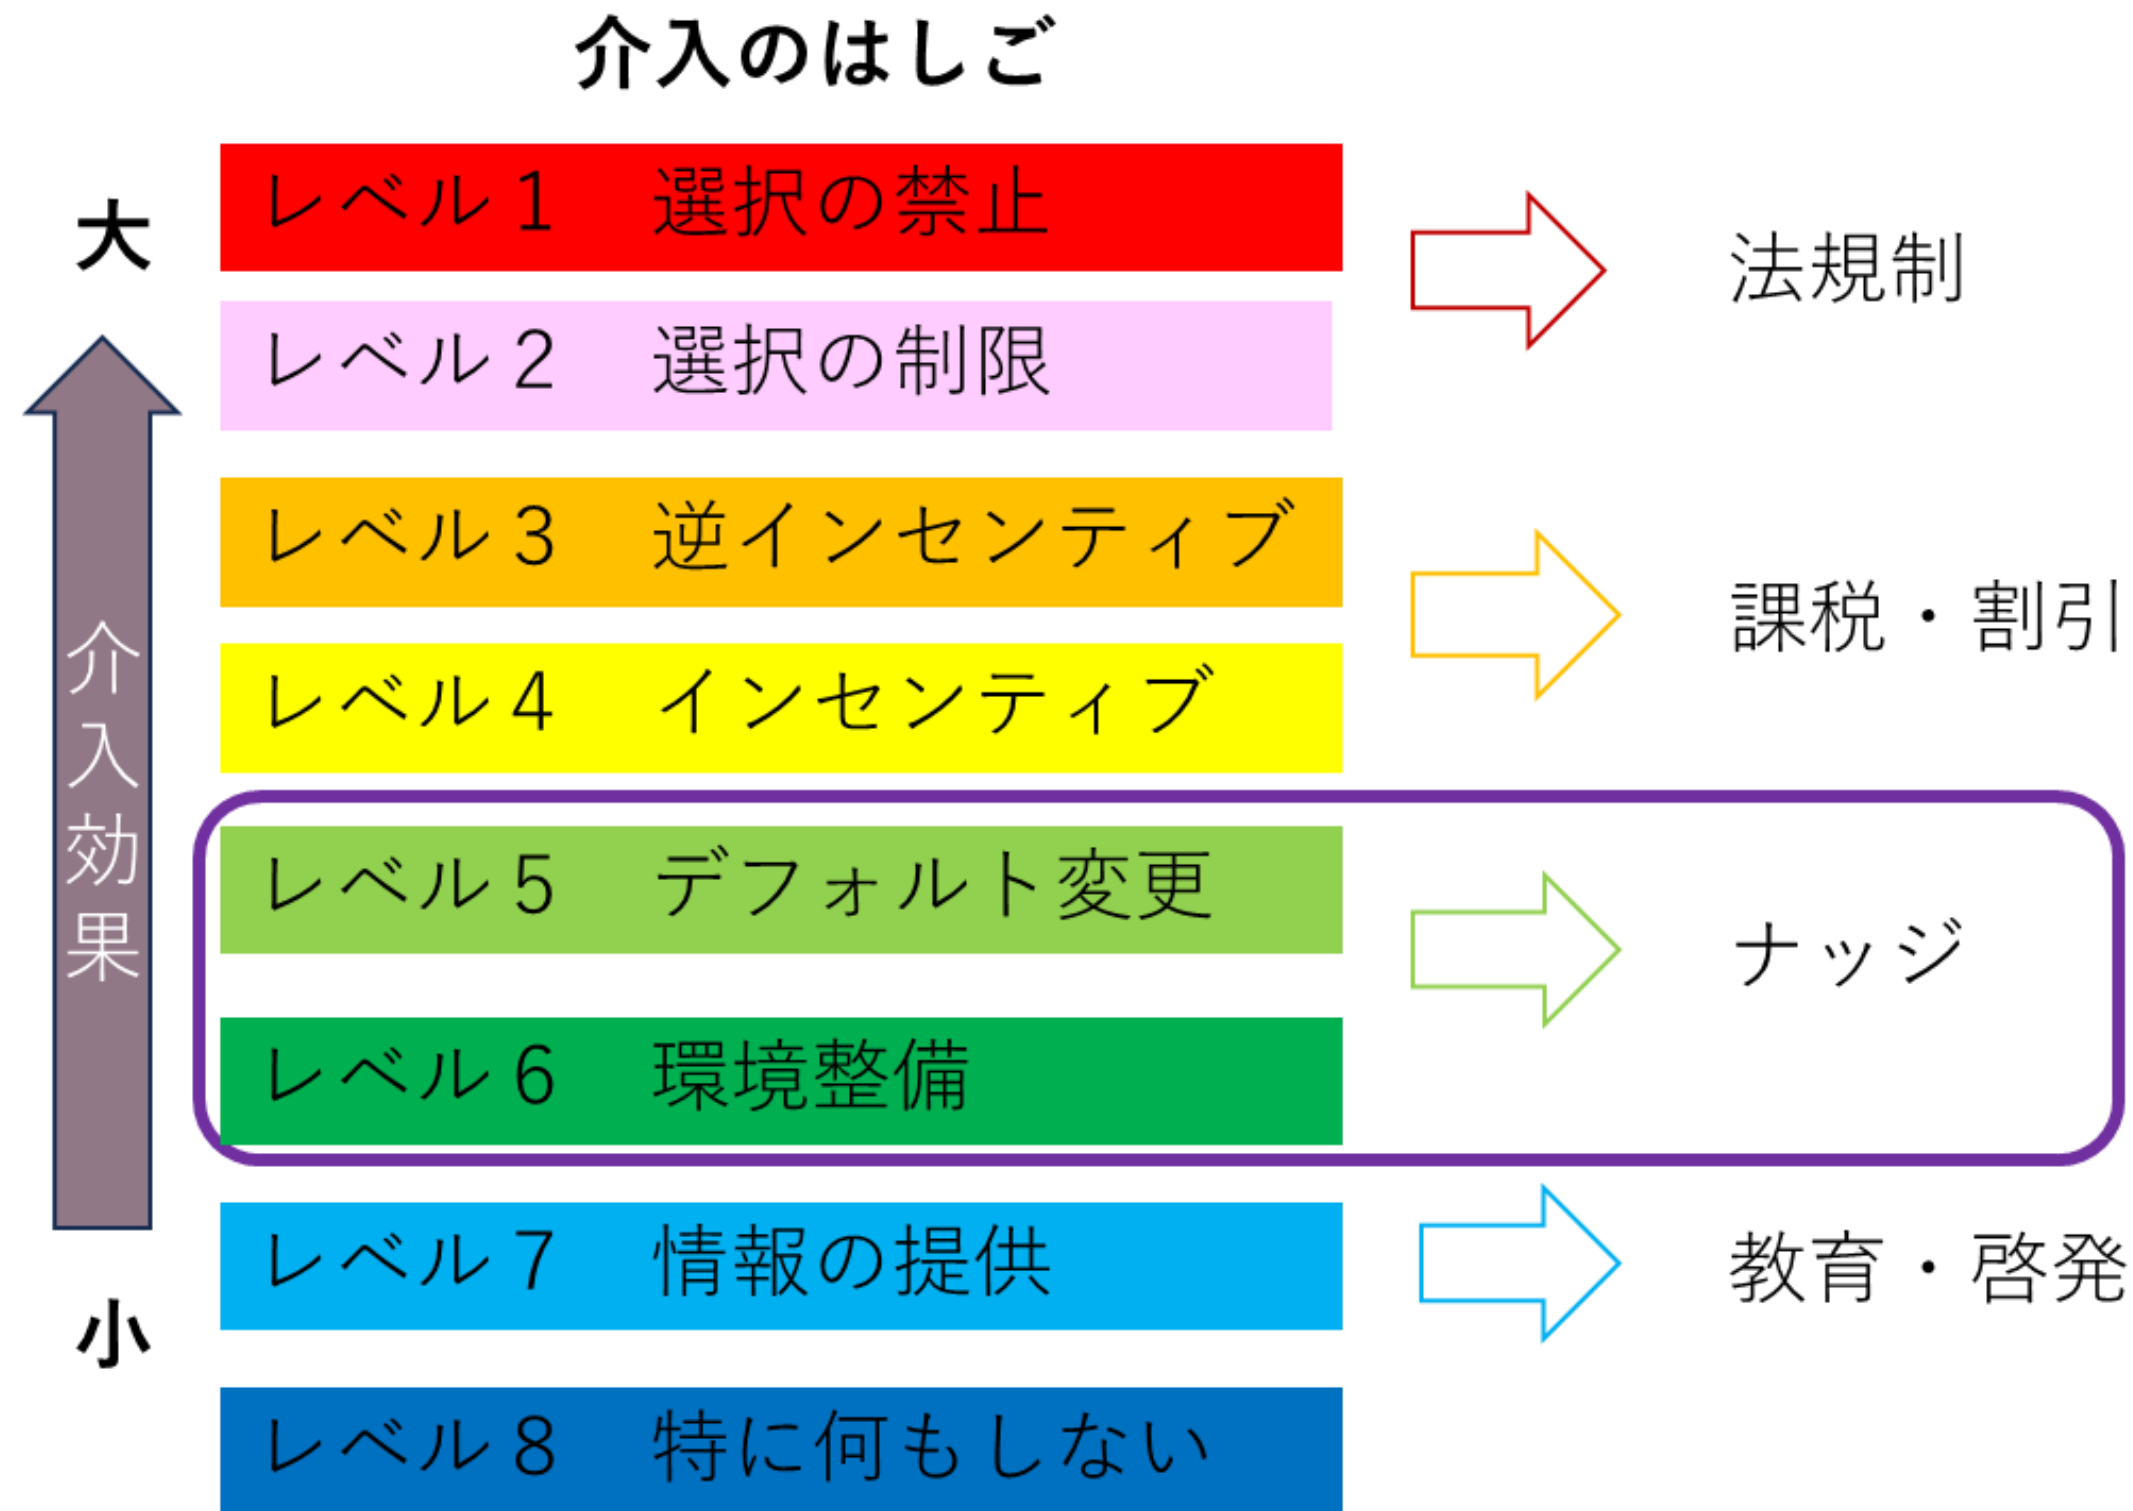 介入のはしご
大
レベル1　選択の禁止
法規制
レベル2　選択の制限
レベル3　逆インセンティブ
課税・割引
レベル4　インセンティブ
介入効果
レベル5　デフォルト変更
ナッジ
レベル6　環境整備
レベル7　情報の提供
教育・啓発
小
レベル8　特に何もしない